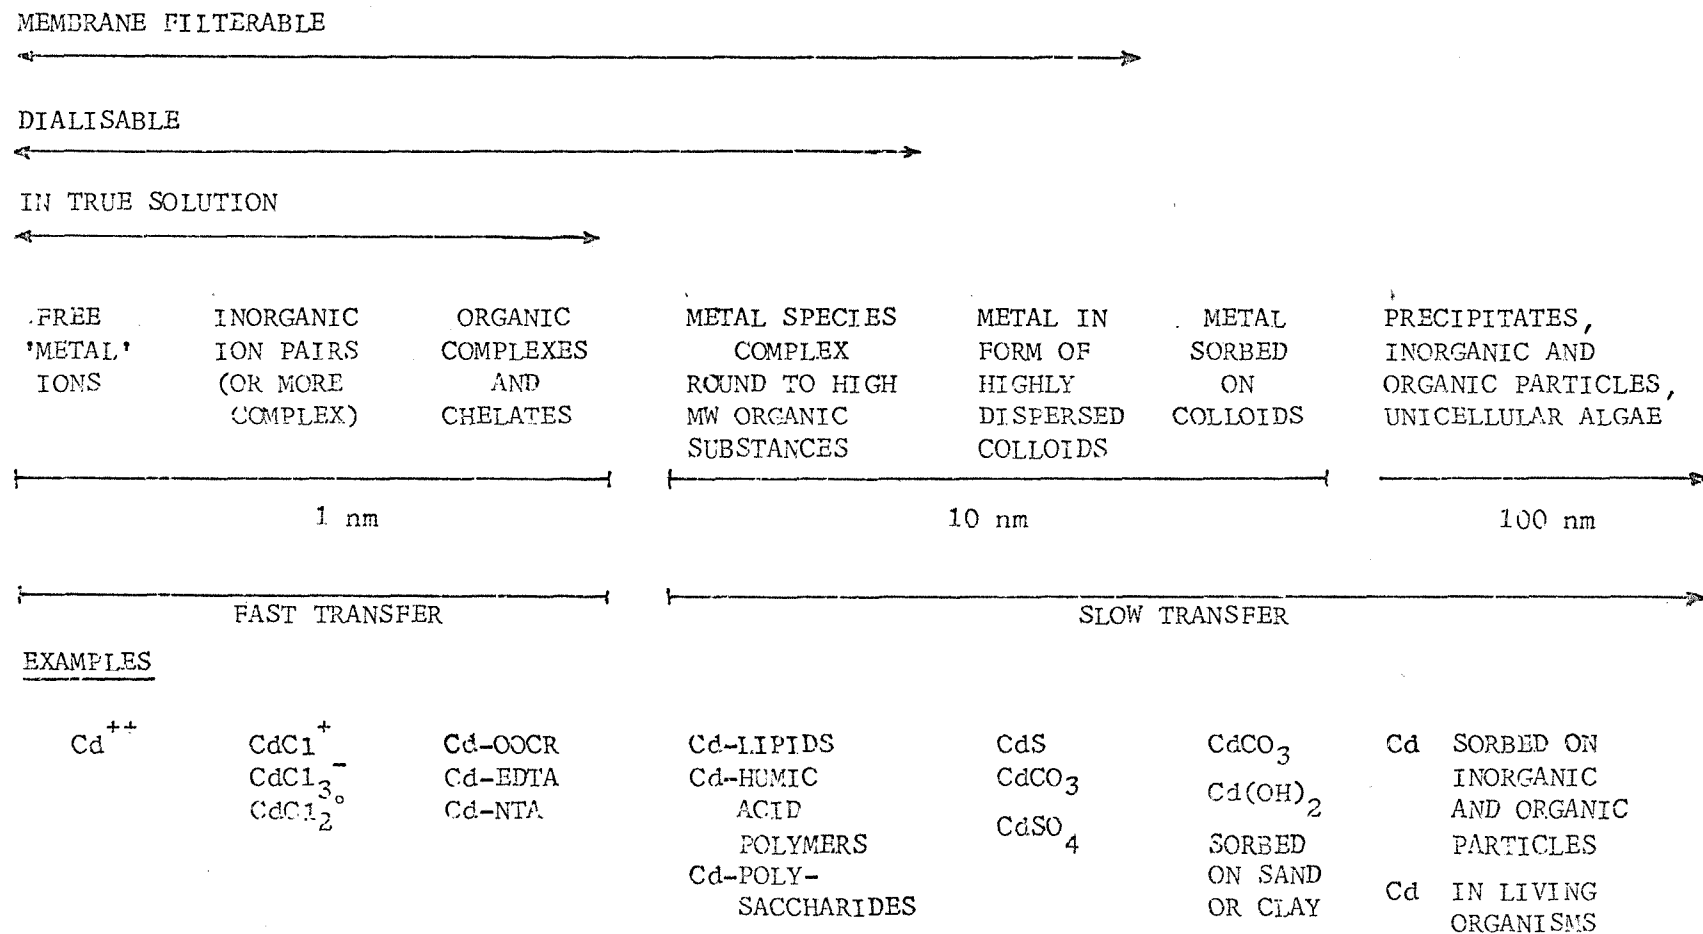 MEMBRANE FILTERABLE
DIALISABLE
IN TRUE SOLUTION
FREE
'METAL'
IONS
INORGANIC
ION PAIRS
(OR MORE
COMPLEX)
ORGANIC
COMPLEXES
AND
CHELATES
METAL SPECIES
COMPLEX
ROUND TO HIGH
MW ORGANIC
SUBSTANCES
METAL IN
FORM OF
HIGHLY
DISPERSED
COLLOIDS
METAL
SORBED
ON
COLLOIDS
PRECIPITATES,
INORGANIC AND
ORGANIC PARTICLES,
UNICELLULAR ALGAE
1 nm
10 nm
100 nm
FAST TRANSFER
SLOW TRANSFER
EXAMPLES
Cd++
CdCl+
CdCl3-
CdCl2°
Cd-OOCR
Cd-EDTA
Cd-NTA
Cd-LIPIDS
Cd-HUMIC
ACID
POLYMERS
Cd-POLY-
SACCHARIDES
CdS
CdCO3
CdSO4
CdCO3
Cd(OH)2
SORBED
ON SAND
OR CLAY
Cd SORBED ON
INORGANIC
AND ORGANIC
PARTICLES
Cd IN LIVING
ORGANISMS